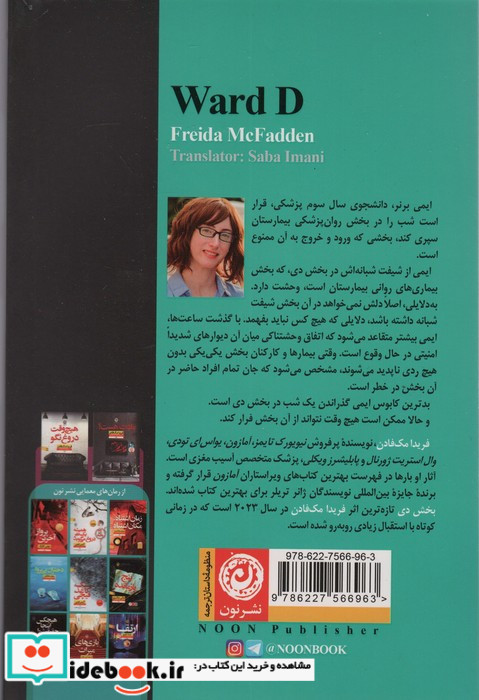 Ward D
Freida McFadden
Translator: Saba Imani
ایمی برنر، دانشجوی سال سوم پزشکی، قرار
است شب را در بخش روان‌پزشکی بیمارستان
سپری کند، بخشی که ورود و خروج به آن ممنوع
است.
ایمی از شیفت شبانه‌اش در بخش دی، که بخش
بیماری‌های روانی بیمارستان است، وحشت دارد.
به‌دلایلی، اصلاً دلش نمی‌خواهد در آن بخش شیفت
شبانه داشته باشد، دلایلی که هیچ کس نباید بفهمد. با گذشت ساعت‌ها،
ایمی بیشتر متقاعد می‌شود که اتفاق وحشتناکی میان آن دیوارهای شدیداً
امنیتی در حال وقوع است. وقتی بیمارها و کارکنان بخش یکی‌یکی بدون
هیچ ردی ناپدید می‌شوند، مشخص می‌شود که جان تمام افراد حاضر در
آن بخش در خطر است.
بدترین کابوس ایمی گذراندن یک شب در بخش دی است.
و حالا ممکن است هیچ وقت نتواند از آن بخش فرار کند.
فریدا مک‌فادن، نویسندهٔ پرفروش نیویورک تایمز، آمازون، یواس‌ای تودی،
وال استریت ژورنال و پابلیشرز ویکلی، پزشک متخصص آسیب مغزی است.
آثار او بارها در فهرست بهترین کتاب‌های ویراستاران آمازون قرار گرفته و
برندهٔ جایزهٔ بین‌المللی نویسندگان ژانر تریلر برای بهترین کتاب شده‌اند.
بخش دی تازه‌ترین اثر فریدا مک‌فادن در سال ۲۰۲۳ است که در زمانی
کوتاه با استقبال زیادی روبه‌رو شده است.
هیچ‌وقت
دروغ نگو
از رمان‌های معمایی نشر نون
منظومهٔ داستان ترجمه
978-622-7566-96-3
9 786227 566963
نشر نون
NOON Publisher
@NOONBOOK
iidebook.ir
مشاهده و خرید این کتاب در: